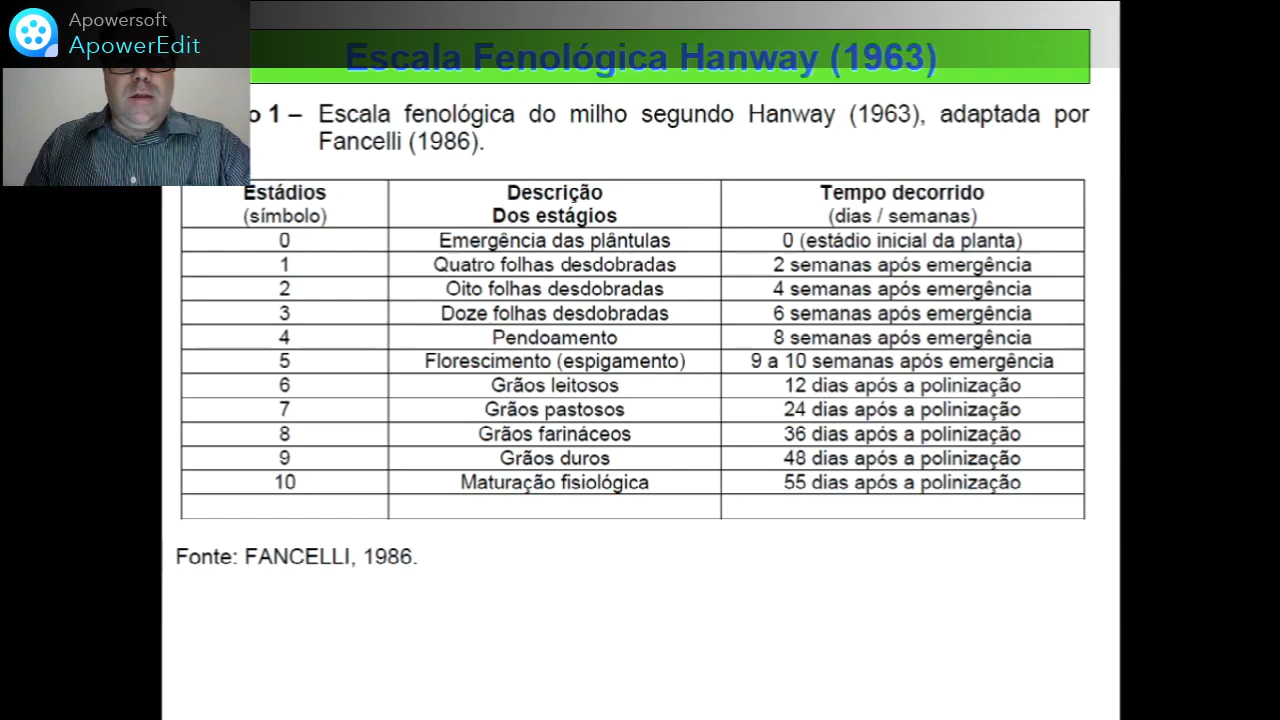 Apowersoft
ApowerEdit
Escala Fenológica Hanway (1963)
o 1 – Escala fenológica do milho segundo Hanway (1963), adaptada por
Fancelli (1986).
Estádios Descrição Tempo decorrido
(símbolo) Dos estágios (dias / semanas)
0 Emergência das plântulas 0 (estádio inicial da planta)
1 Quatro folhas desdobradas 2 semanas após emergência
2 Oito folhas desdobradas 4 semanas após emergência
3 Doze folhas desdobradas 6 semanas após emergência
4 Pendoamento 8 semanas após emergência
5 Florescimento (espigamento) 9 a 10 semanas após emergência
6 Grãos leitosos 12 dias após a polinização
7 Grãos pastosos 24 dias após a polinização
8 Grãos farináceos 36 dias após a polinização
9 Grãos duros 48 dias após a polinização
10 Maturação fisiológica 55 dias após a polinização
Fonte: FANCELLI, 1986.